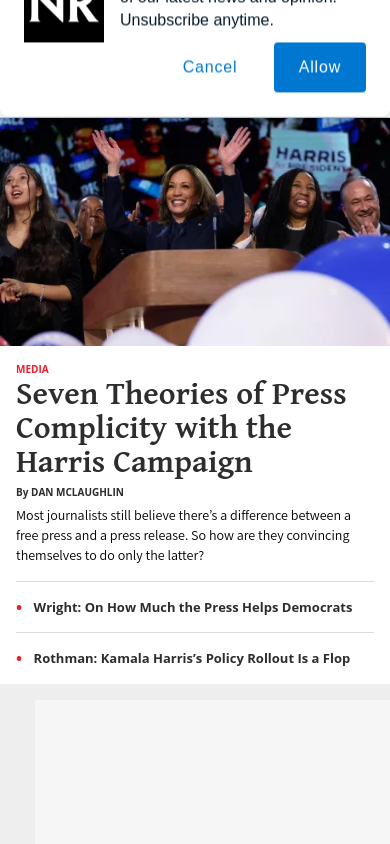 NR
of our latest news and opinion.
Unsubscribe anytime.
Cancel
Allow
HARRIS
PRESIDENT
MEDIA
Seven Theories of Press
Complicity with the
Harris Campaign
By DAN MCLAUGHLIN
Most journalists still believe there’s a difference between a
free press and a press release. So how are they convincing
themselves to do only the latter?
• Wright: On How Much the Press Helps Democrats
• Rothman: Kamala Harris’s Policy Rollout Is a Flop